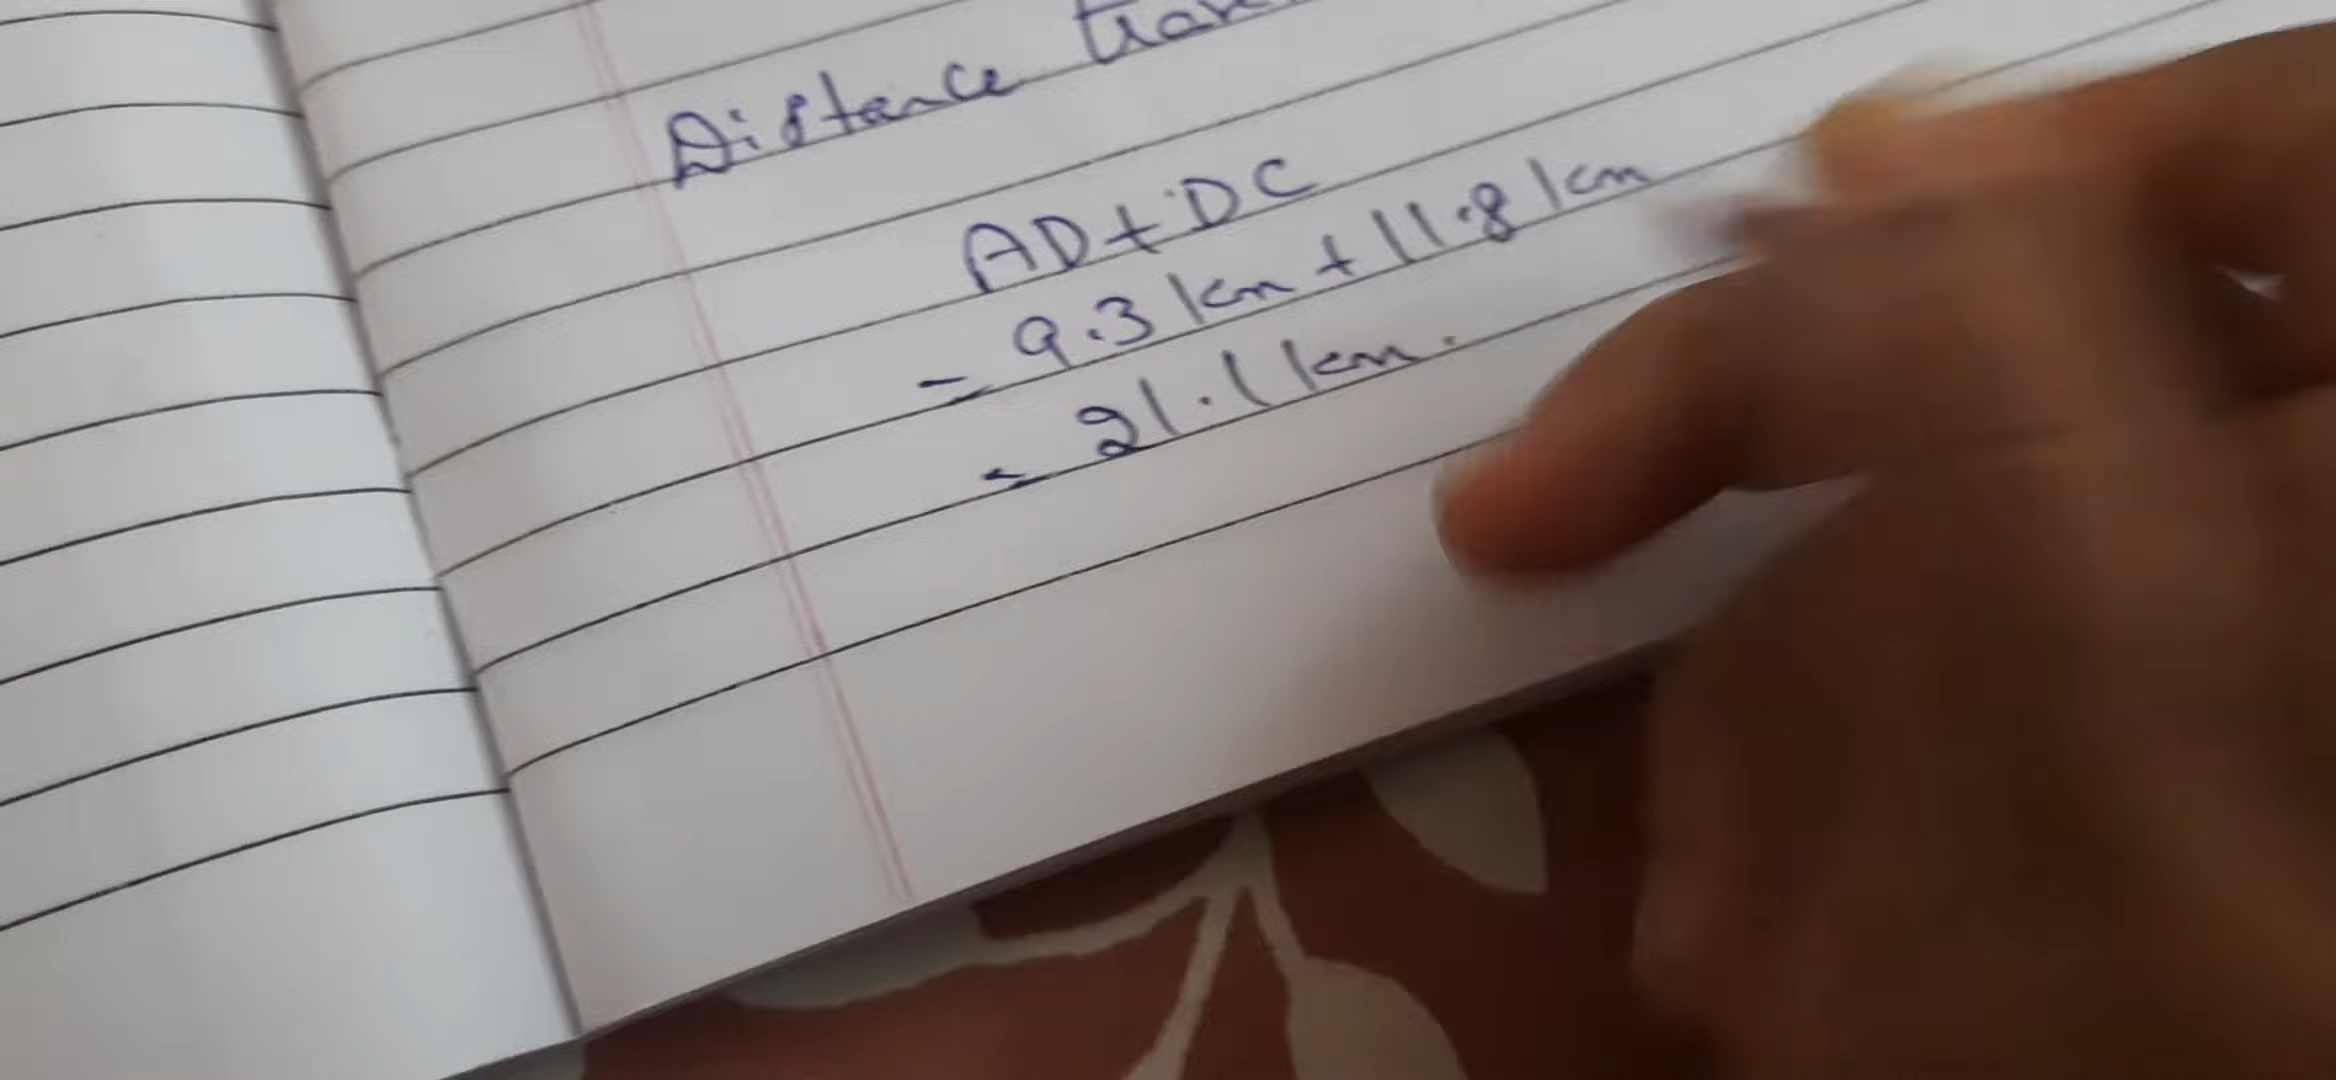 Distance
AD+DC
= 9.3 km + 11.8 km
= 21.1 km.